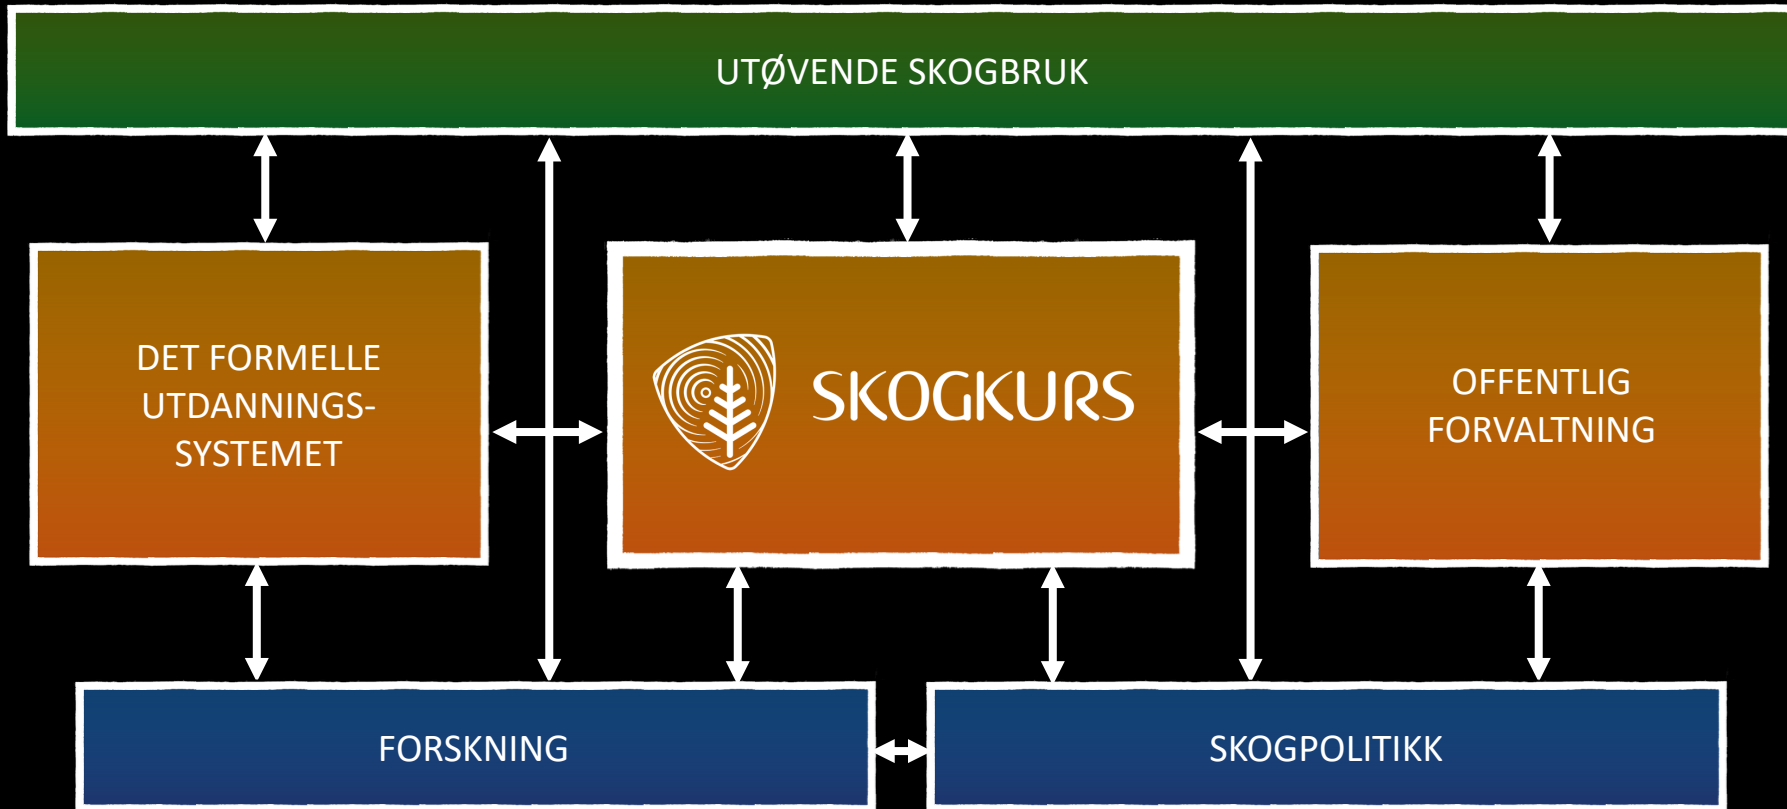 UTØVENDE SKOGBRUK
DET FORMELLE
UTDANNINGS-
SYSTEMET
SKOGKURS
OFFENTLIG
FORVALTNING
FORSKNING
SKOGPOLITIKK